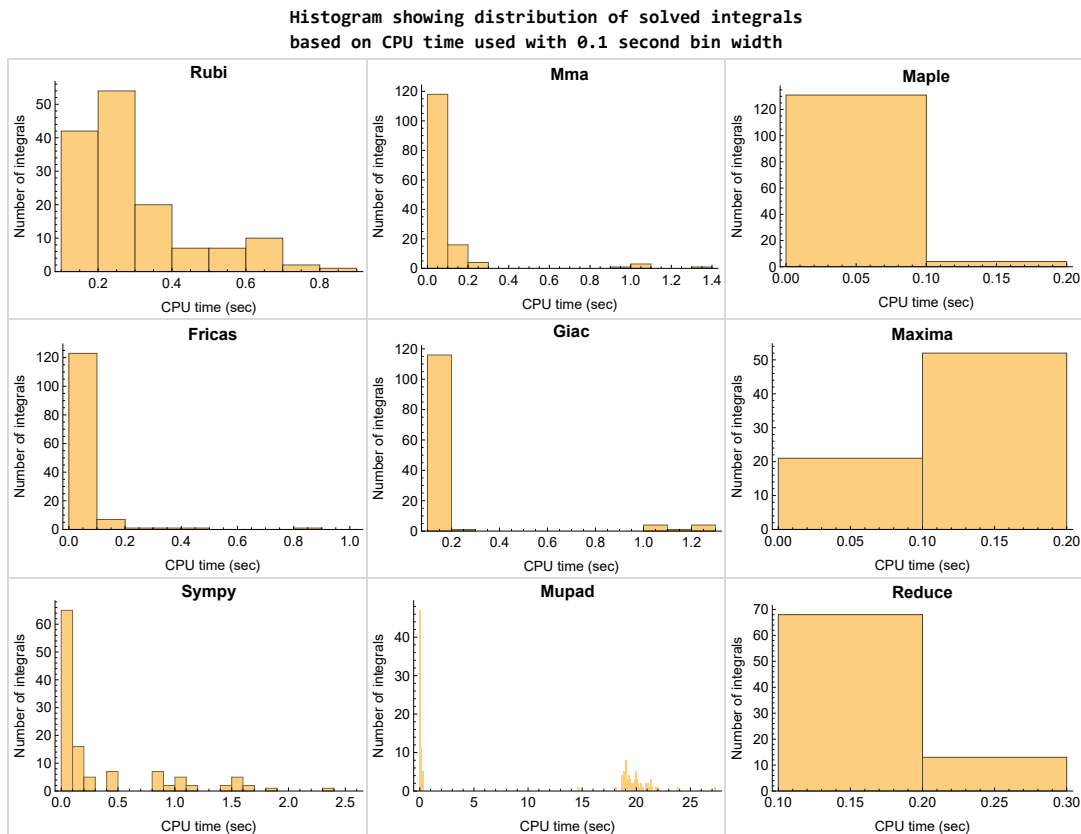 Histogram showing distribution of solved integrals
based on CPU time used with 0.1 second bin width
Rubi
Number of integrals
50
40
30
20
10
0
0.2 0.4 0.6 0.8
CPU time (sec)
Mma
Number of integrals
120
100
80
60
40
20
0
0.0 0.2 0.4 0.6 0.8 1.0 1.2 1.4
CPU time (sec)
Maple
Number of integrals
120
100
80
60
40
20
0
0.00 0.05 0.10 0.15 0.20
CPU time (sec)
Fricas
Number of integrals
120
100
80
60
40
20
0
0.0 0.2 0.4 0.6 0.8 1.0
CPU time (sec)
Giac
Number of integrals
120
100
80
60
40
20
0
0.2 0.4 0.6 0.8 1.0 1.2
CPU time (sec)
Maxima
Number of integrals
50
40
30
20
10
0
0.00 0.05 0.10 0.15 0.20
CPU time (sec)
Sympy
Number of integrals
60
50
40
30
20
10
0
0.0 0.5 1.0 1.5 2.0 2.5
CPU time (sec)
Mupad
Number of integrals
40
30
20
10
0
0 5 10 15 20 25
CPU time (sec)
Reduce
Number of integrals
70
60
50
40
30
20
10
0
0.10 0.15 0.20 0.25 0.30
CPU time (sec)